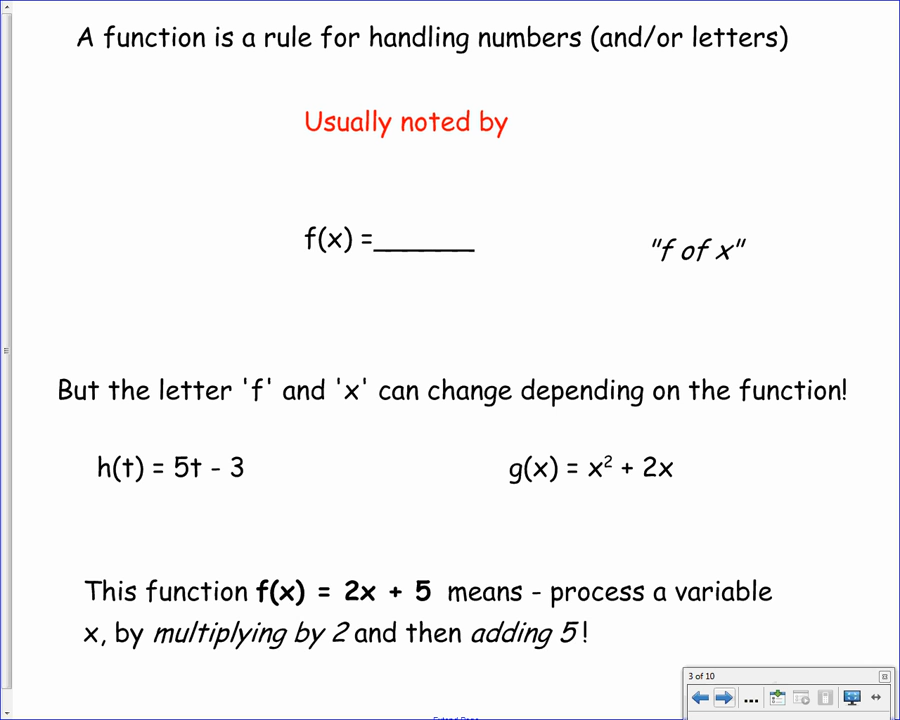 A function is a rule for handling numbers (and/or letters)
Usually noted by
f(x) =_______ "f of x"
But the letter 'f' and 'x' can change depending on the function!
h(t) = 5t - 3 g(x) = x² + 2x
This function f(x) = 2x + 5 means - process a variable
x, by multiplying by 2 and then adding 5!
3 of 10